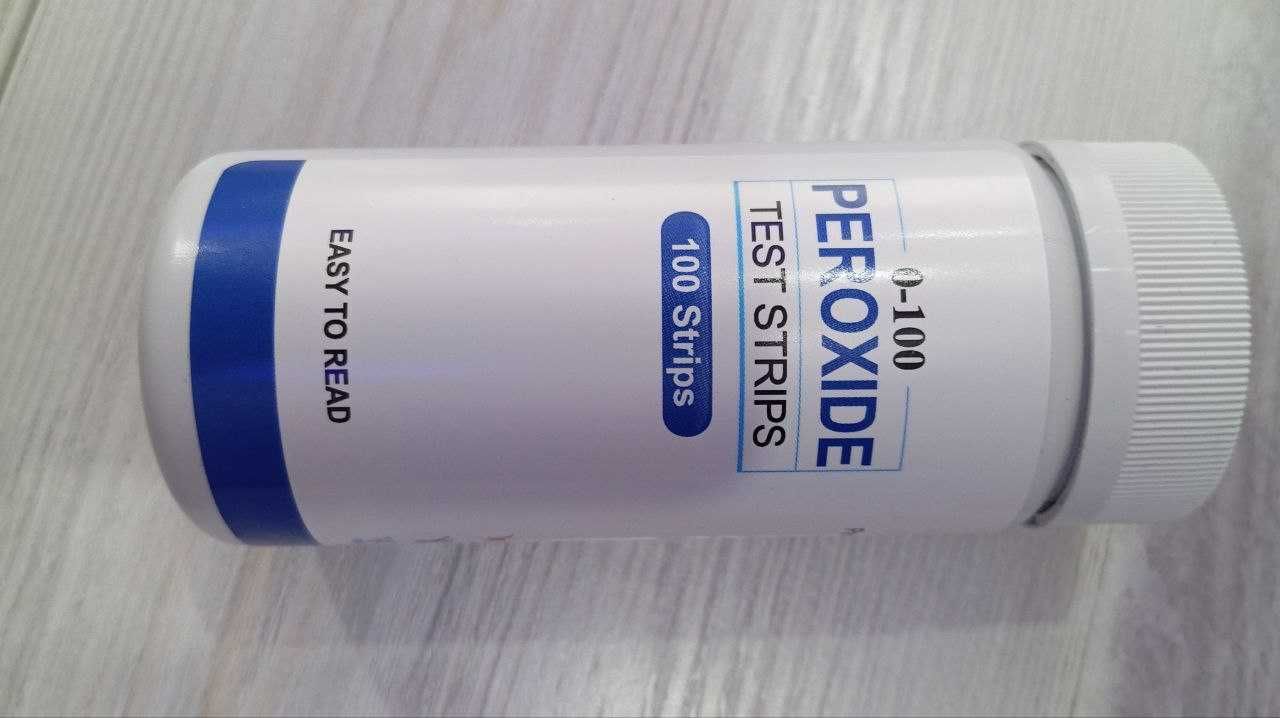 0-100
PEROXIDE
TEST STRIPS
100 Strips
EASY TO READ